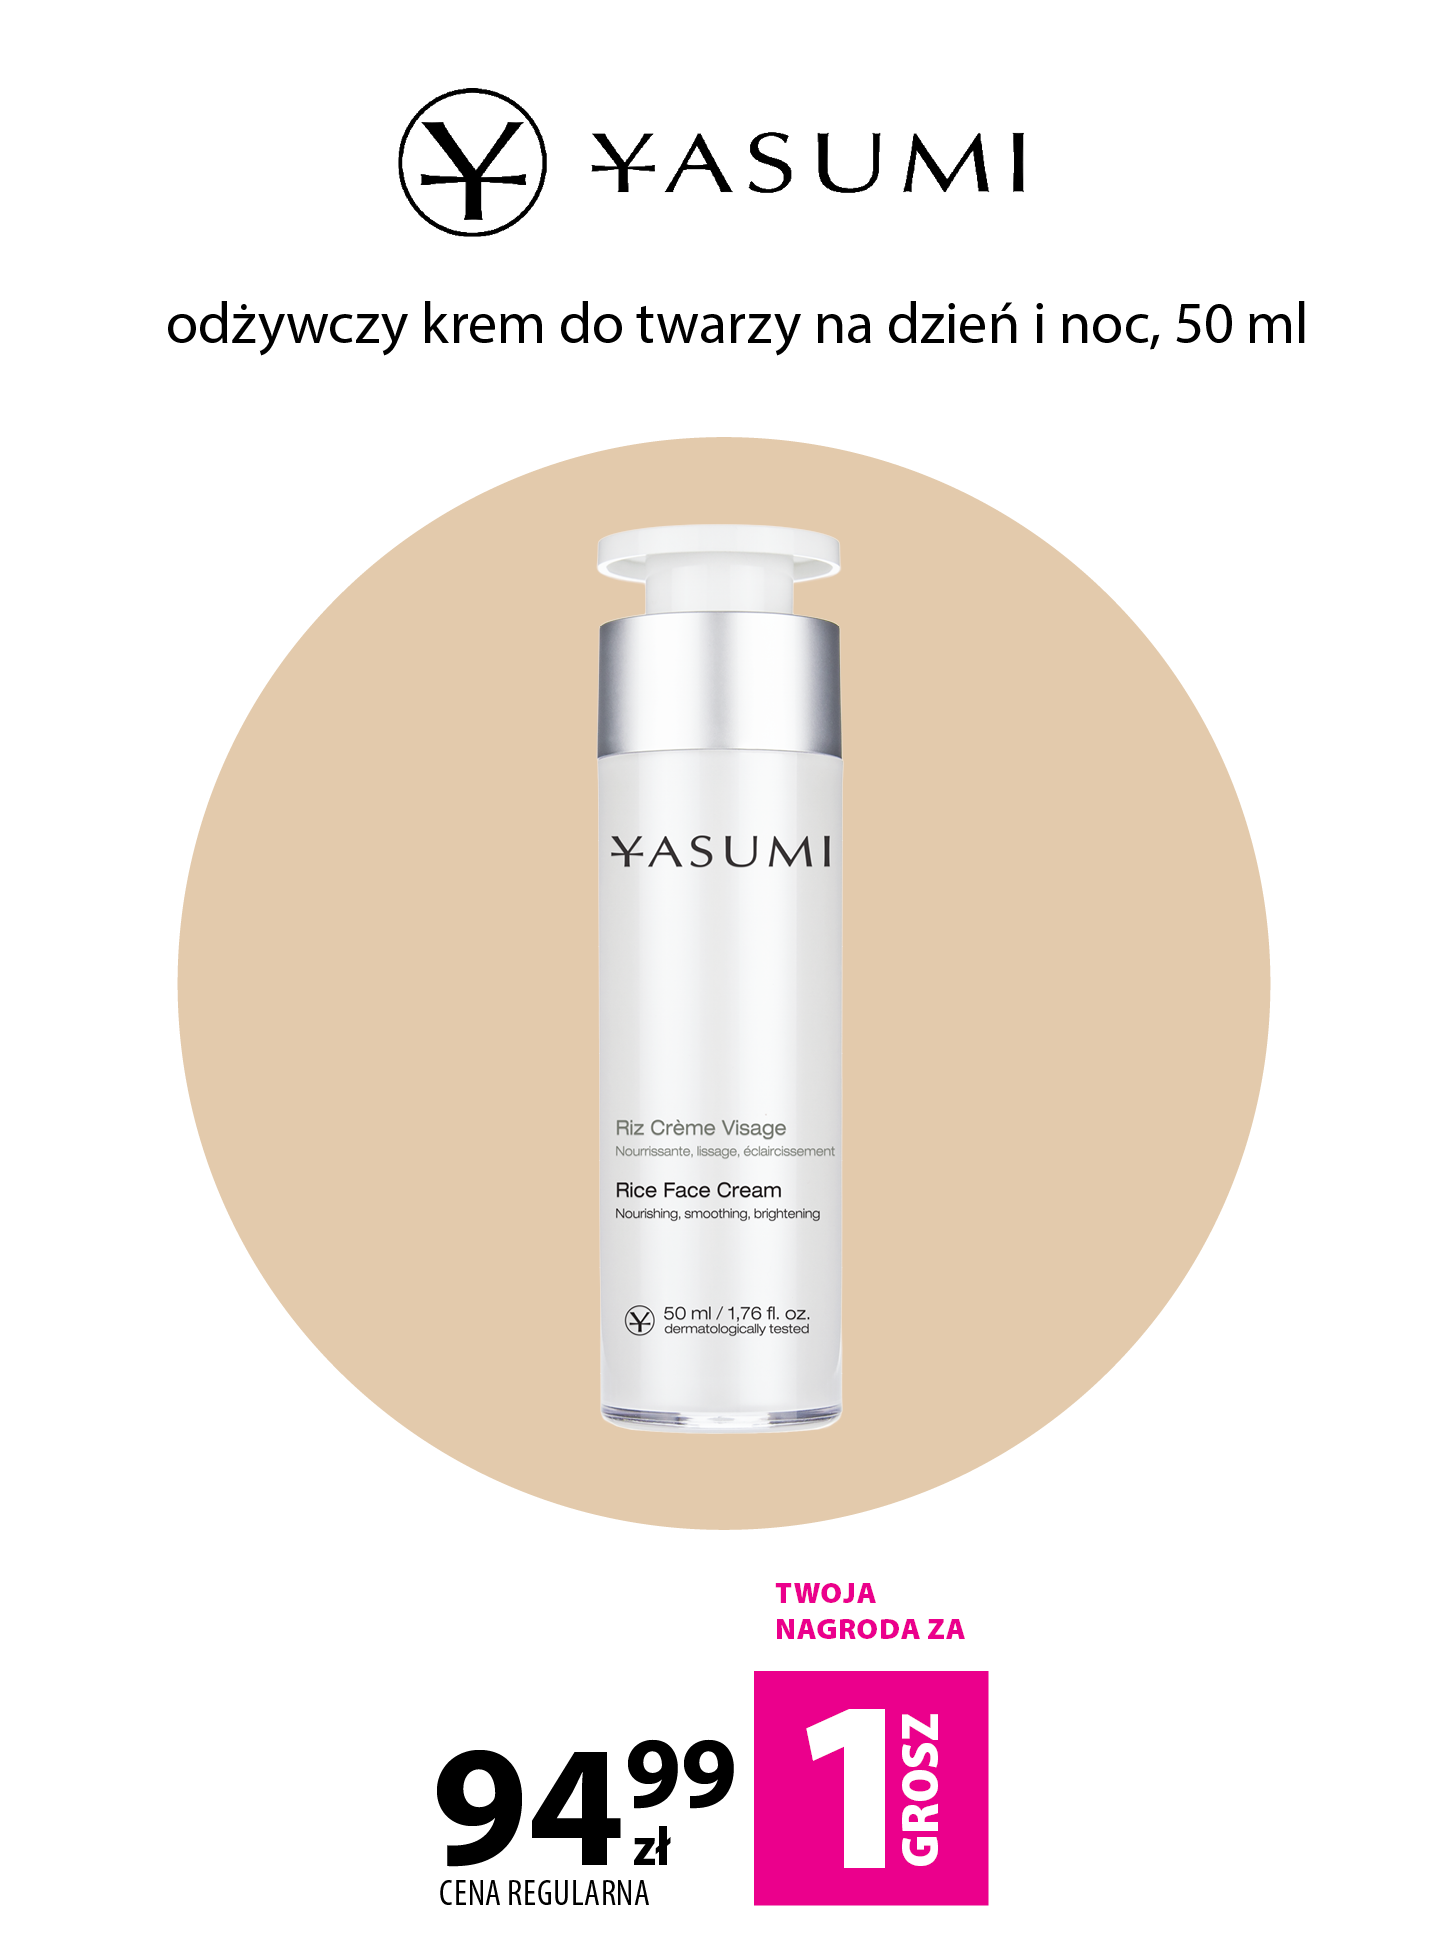 YASUMI
odżywczy krem do twarzy na dzień i noc, 50 ml
YASUMI
Riz Crème Visage
Nourrissante, lissage, éclaircissement
Rice Face Cream
Nourishing, smoothing, brightening
50 ml / 1,76 fl. oz.
dermatologically tested
TWOJA
NAGRODA ZA
94 99 zł
CENA REGULARNA
1 GROSZ